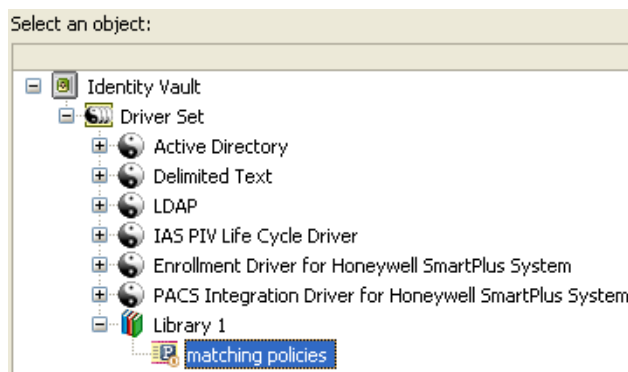 Select an object:
Identity Vault
Driver Set
Active Directory
Delimited Text
LDAP
IAS PIV Life Cycle Driver
Enrollment Driver for Honeywell SmartPlus System
PACS Integration Driver for Honeywell SmartPlus System
Library 1
matching policies